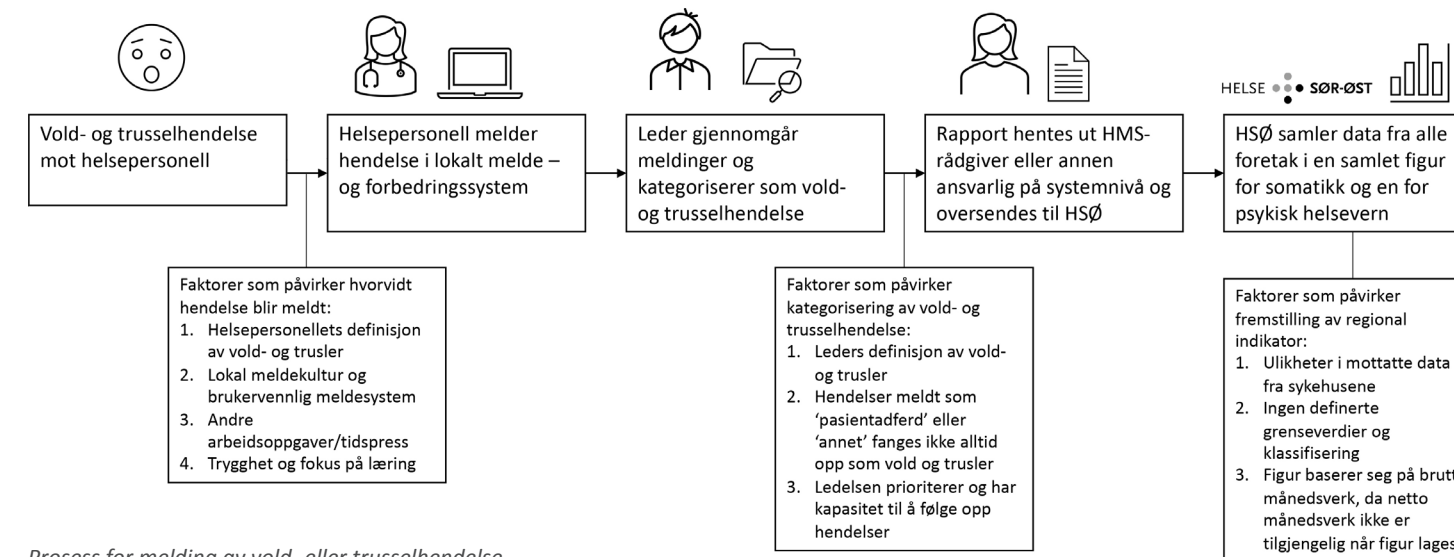 HELSE SØR-ØST
Vold- og trusselhendelse
mot helsepersonell
Helsepersonell melder
hendelse i lokalt melde –
og forbedringssystem
Leder gjennomgår
meldinger og
kategoriserer som vold-
og trusselhendelse
Rapport hentes ut HMS-
rådgiver eller annen
ansvarlig på systemnivå og
oversendes til HSØ
HSØ samler data fra alle
foretak i en samlet figur
for somatikk og en for
psykisk helsevern
Faktorer som påvirker hvorvidt
hendelse blir meldt:
1. Helsepersonellets definisjon
av vold- og trusler
2. Lokal meldekultur og
brukervennlig meldesystem
3. Andre
arbeidsoppgaver/tidspress
4. Trygghet og fokus på læring
Faktorer som påvirker
kategorisering av vold- og
trusselhendelse:
1. Leders definisjon av vold-
og trusler
2. Hendelser meldt som
‘pasientadferd’ eller
‘annet’ fanges ikke alltid
opp som vold og trusler
3. Ledelsen prioriterer og har
kapasitet til å følge opp
hendelser
Faktorer som påvirker
fremstilling av regional
indikator:
1. Ulikheter i mottatte data
fra sykehusene
2. Ingen definerte
grenseverdier og
klassifisering
3. Figur baserer seg på
månedsverk, da netto
månedsverk ikke er
tilgjengelig når figur lages
Prosess for melding av vold- eller trusselhendelse